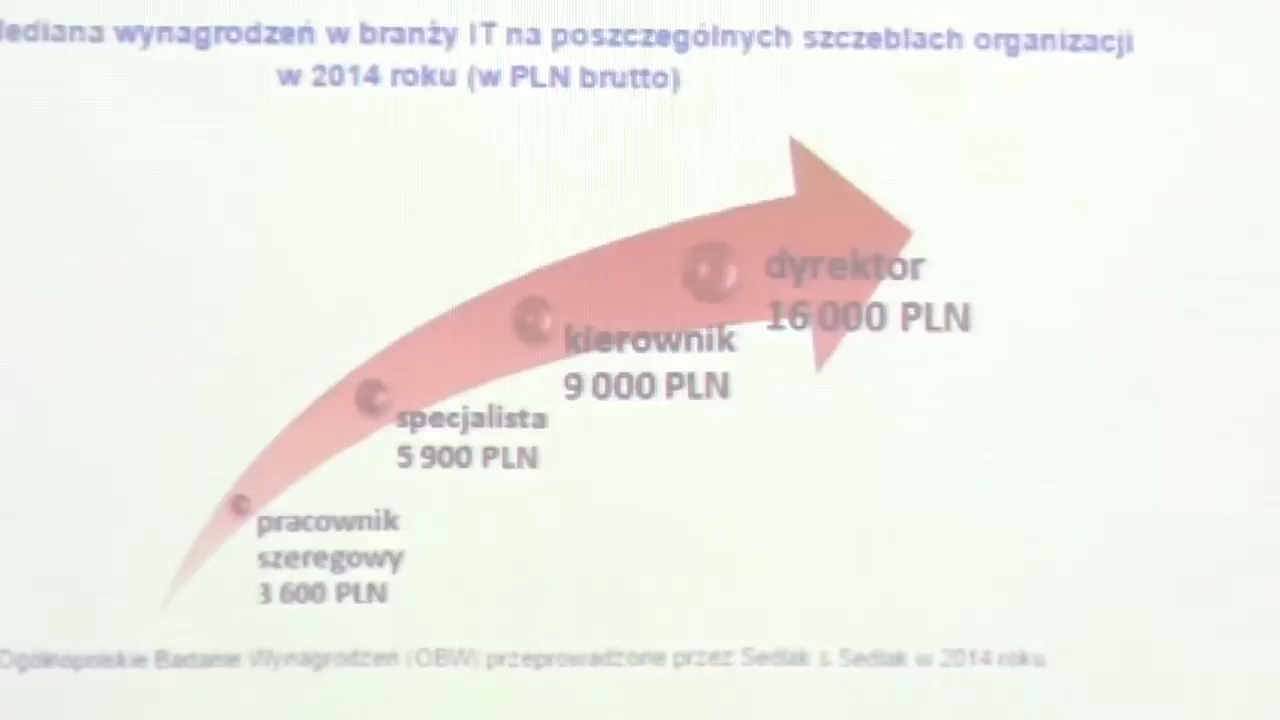 Mediana wynagrodzeń w branży IT na poszczególnych szczeblach organizacji
w 2014 roku (w PLN brutto)
dyrektor
16 000 PLN
kierownik
9 000 PLN
specjalista
5 900 PLN
pracownik
szeregowy
3 600 PLN
Ogólnopolskie Badanie Wynagrodzeń (OBW) przeprowadzone przez Sedlak & Sedlak w 2014 roku